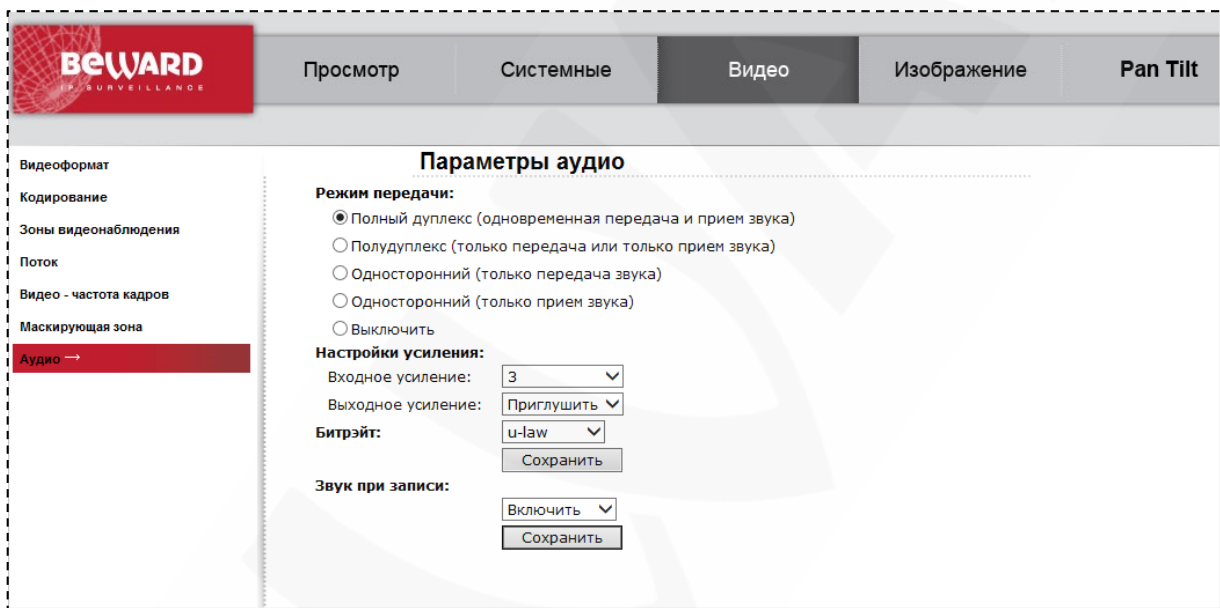 BEWARD
IP SURVEILLANCE
Просмотр
Системные
Видео
Изображение
Pan Tilt
Видеоформат
Кодирование
Зоны видеонаблюдения
Поток
Видео - частота кадров
Маскирующая зона
Аудио →
Параметры аудио
Режим передачи:
Полный дуплекс (одновременная передача и прием звука)
Полудуплекс (только передача или только прием звука)
Односторонний (только передача звука)
Односторонний (только прием звука)
Выключить
Настройки усиления:
Входное усиление: 3
Выходное усиление: Приглушить
Битрэйт: u-law
Сохранить
Звук при записи:
Включить
Сохранить